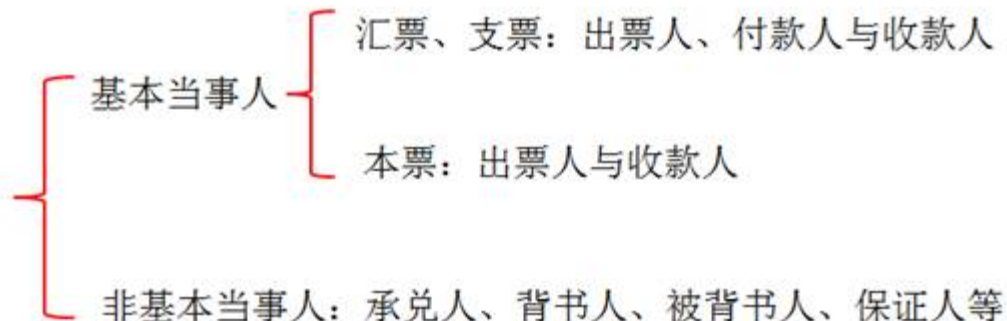 汇票、支票：出票人、付款人与收款人
基本当事人
本票：出票人与收款人
非基本当事人：承兑人、背书人、被背书人、保证人等